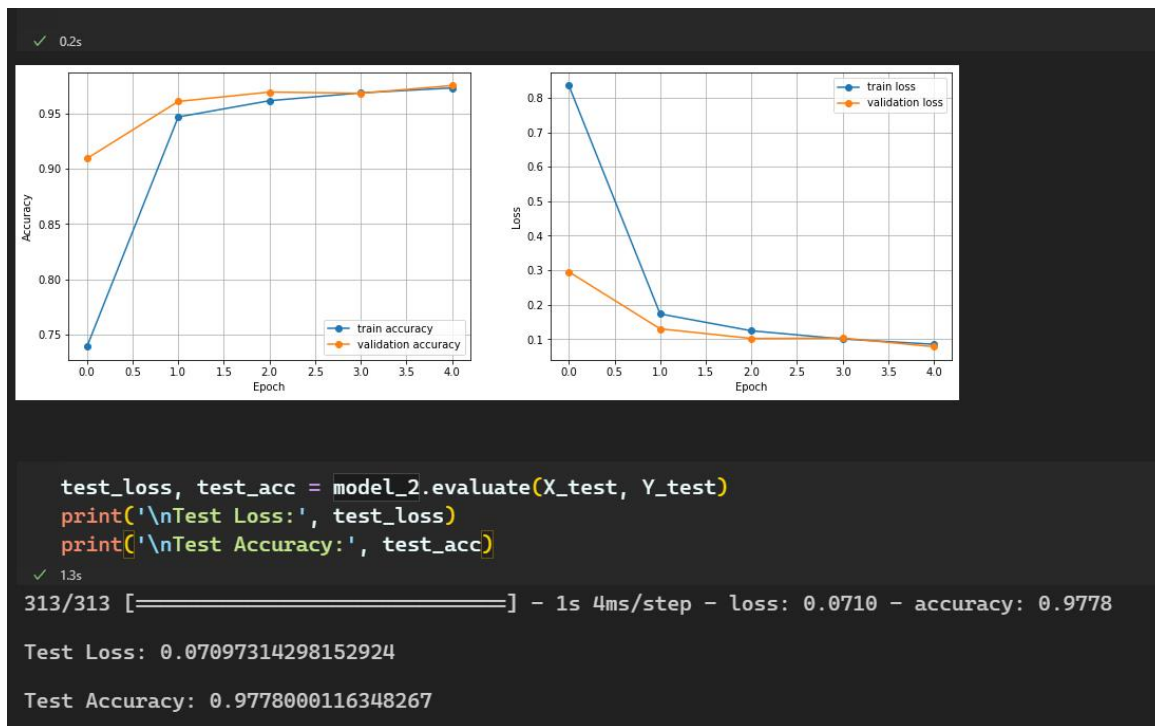 ✓ 0.2s
0.95
0.90
0.85
0.80
0.75
Accuracy
train accuracy
validation accuracy
0.0 0.5 1.0 1.5 2.0 2.5 3.0 3.5 4.0
Epoch
0.8
0.7
0.6
0.5
0.4
0.3
0.2
0.1
Loss
train loss
validation loss
0.0 0.5 1.0 1.5 2.0 2.5 3.0 3.5 4.0
Epoch
test_loss, test_acc = model_2.evaluate(X_test, Y_test)
print('\nTest Loss:', test_loss)
print('\nTest Accuracy:', test_acc)
✓ 1.3s
313/313 [==============================] - 1s 4ms/step - loss: 0.0710 - accuracy: 0.9778
Test Loss: 0.07097314298152924
Test Accuracy: 0.9778000116348267